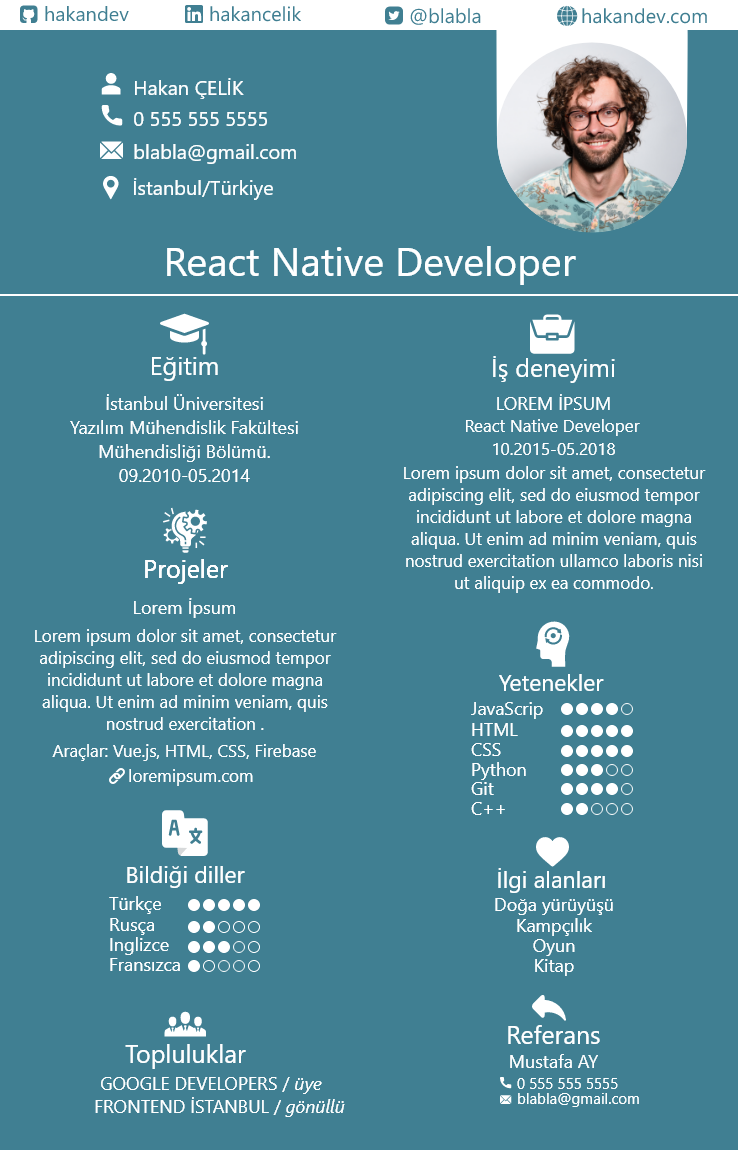 hakandev
hakancelik
@blabla
hakandev.com
Hakan ÇELİK
0 555 555 5555
blabla@gmail.com
İstanbul/Türkiye
React Native Developer
Eğitim
İstanbul Üniversitesi
Yazılım Mühendislik Fakültesi
Mühendisliği Bölümü.
09.2010-05.2014
Projeler
Lorem İpsum
Lorem ipsum dolor sit amet, consectetur
adipiscing elit, sed do eiusmod tempor
incididunt ut labore et dolore magna
aliqua. Ut enim ad minim veniam, quis
nostrud exercitation .
Araçlar: Vue.js, HTML, CSS, Firebase
loremipsum.com
A 文
Bildiği diller
Türkçe
Rusça
Inglizce
Fransızca
Topluluklar
GOOGLE DEVELOPERS / üye
FRONTEND İSTANBUL / gönüllü
İş deneyimi
LOREM İPSUM
React Native Developer
10.2015-05.2018
Lorem ipsum dolor sit amet, consectetur
adipiscing elit, sed do eiusmod tempor
incididunt ut labore et dolore magna
aliqua. Ut enim ad minim veniam, quis
nostrud exercitation ullamco laboris nisi
ut aliquip ex ea commodo.
Yetenekler
JavaScrip
HTML
CSS
Python
Git
C++
İlgi alanları
Doğa yürüyüşü
Kampçılık
Oyun
Kitap
Referans
Mustafa AY
0 555 555 5555
blabla@gmail.com